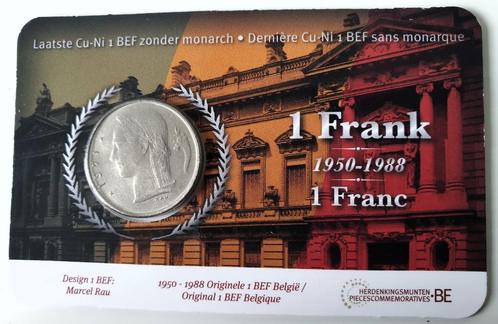 Laatste Cu-Ni 1 BEF zonder monarch • Dernière Cu-Ni 1 BEF sans monarque
1 Frank
1950-1988
1 Franc
RAU
Design 1 BEF:
Marcel Rau
1950 - 1988 Originele 1 BEF België /
Original 1 BEF Belgique
HERDENKINGSMUNTEN
PIECESCOMMEMORATIVES.BE